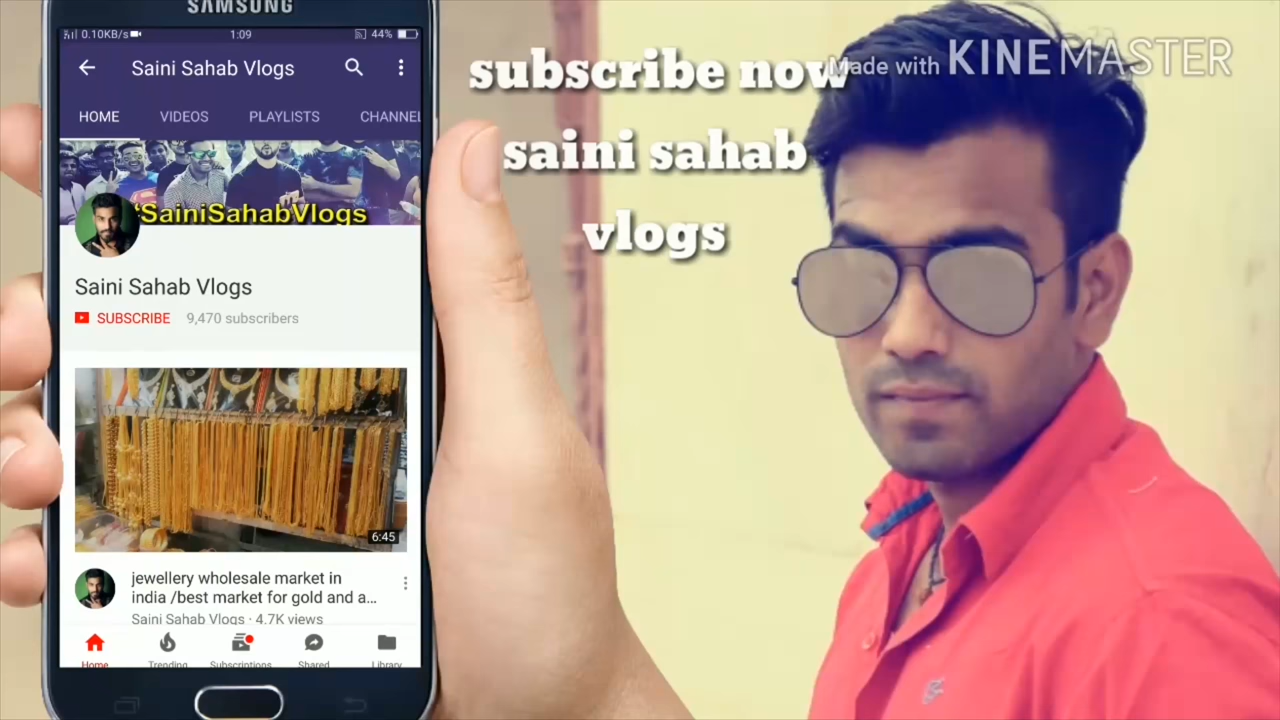 SAMSUNG
0.10KB/s
1:09
44%
Saini Sahab Vlogs
HOME
VIDEOS
PLAYLISTS
CHANNEL
SainiSahabVlogs
Saini Sahab Vlogs
SUBSCRIBE
9,470 subscribers
6:45
jewellery wholesale market in
india /best market for gold and a...
Saini Sahab Vlogs · 4.7K views
Home
Trending
Subscriptions
Shared
Library
subscribe now
saini sahab
vlogs
Made with KINEMASTER